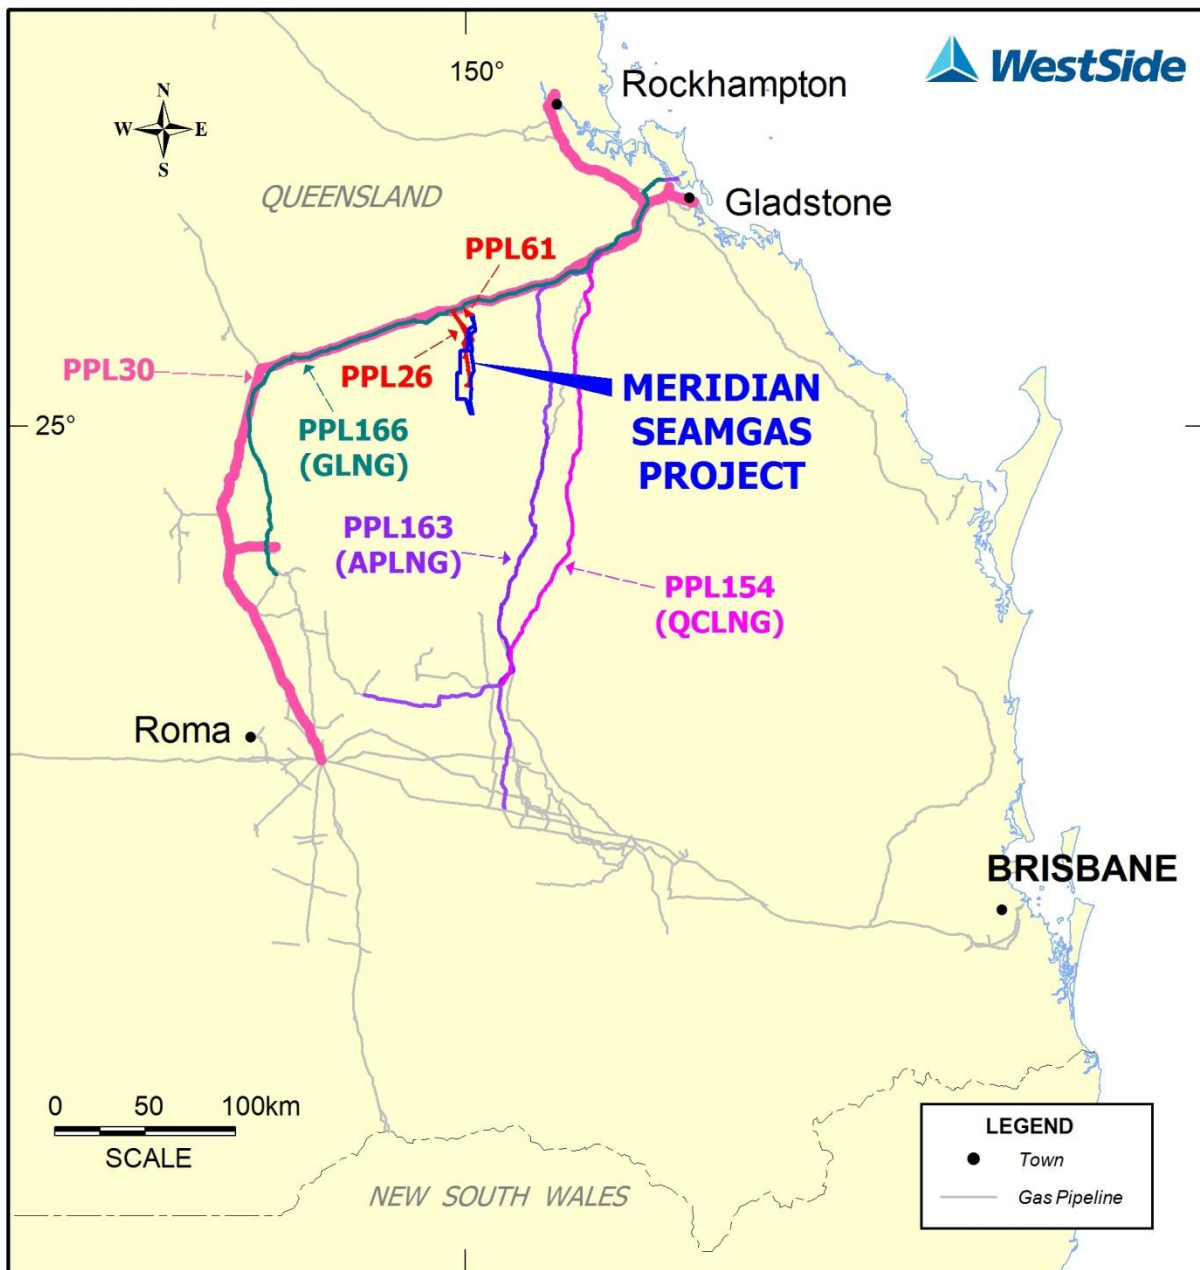 150°
WestSide
Rockhampton
N
W E
S
QUEENSLAND
Gladstone
PPL61
PPL30
PPL26
MERIDIAN
SEAMGAS
PROJECT
25°
PPL166
(GLNG)
PPL163
(APLNG)
PPL154
(QCLNG)
Roma
BRISBANE
0 50 100km
SCALE
NEW SOUTH WALES
LEGEND
Town
Gas Pipeline